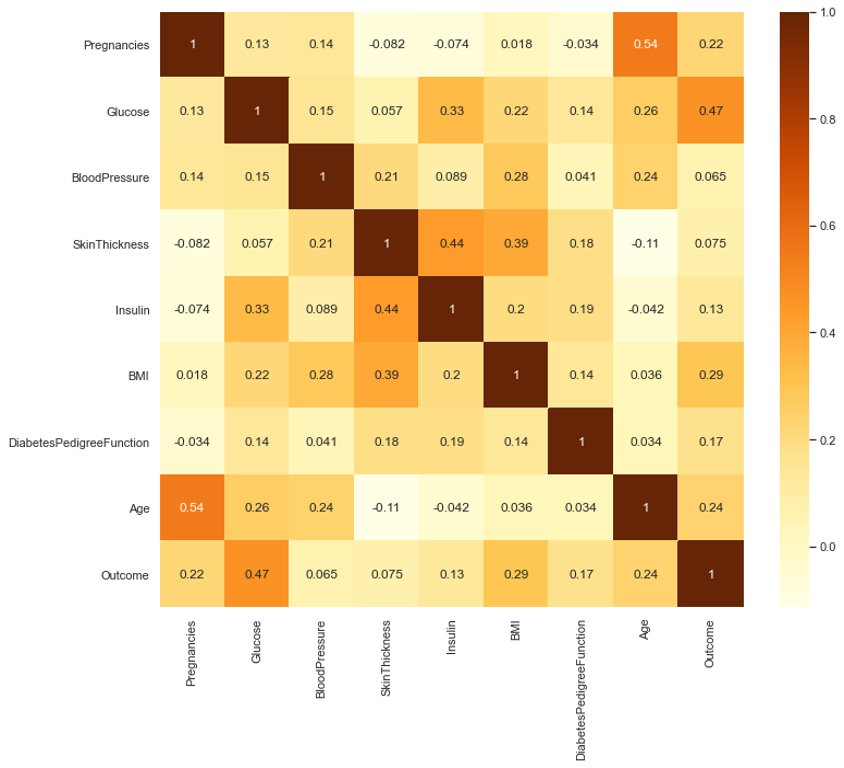 Pregnancies 1 0.13 0.14 -0.082 -0.074 0.018 -0.034 0.54 0.22
Glucose 0.13 1 0.15 0.057 0.33 0.22 0.14 0.26 0.47
BloodPressure 0.14 0.15 1 0.21 0.089 0.28 0.041 0.24 0.065
SkinThickness -0.082 0.057 0.21 1 0.44 0.39 0.18 -0.11 0.075
Insulin -0.074 0.33 0.089 0.44 1 0.2 0.19 -0.042 0.13
BMI 0.018 0.22 0.28 0.39 0.2 1 0.14 0.036 0.29
DiabetesPedigreeFunction -0.034 0.14 0.041 0.18 0.19 0.14 1 0.034 0.17
Age 0.54 0.26 0.24 -0.11 -0.042 0.036 0.034 1 0.24
Outcome 0.22 0.47 0.065 0.075 0.13 0.29 0.17 0.24 1
Pregnancies
Glucose
BloodPressure
SkinThickness
Insulin
BMI
DiabetesPedigreeFunction
Age
Outcome
1.0
0.8
0.6
0.4
0.2
0.0